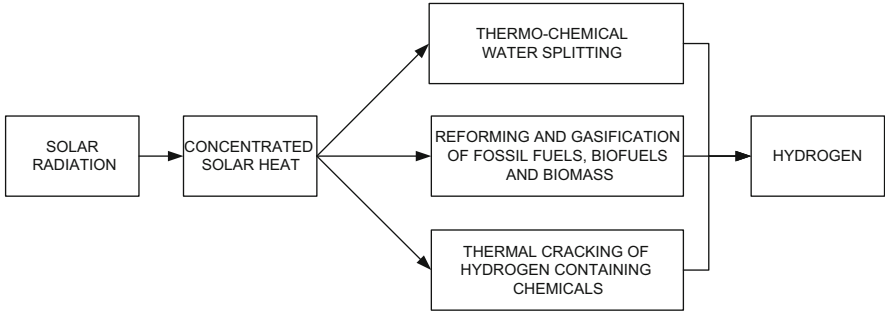 SOLAR
RADIATION
CONCENTRATED
SOLAR HEAT
THERMO-CHEMICAL
WATER SPLITTING
REFORMING AND GASIFICATION
OF FOSSIL FUELS, BIOFUELS
AND BIOMASS
THERMAL CRACKING OF
HYDROGEN CONTAINING
CHEMICALS
HYDROGEN